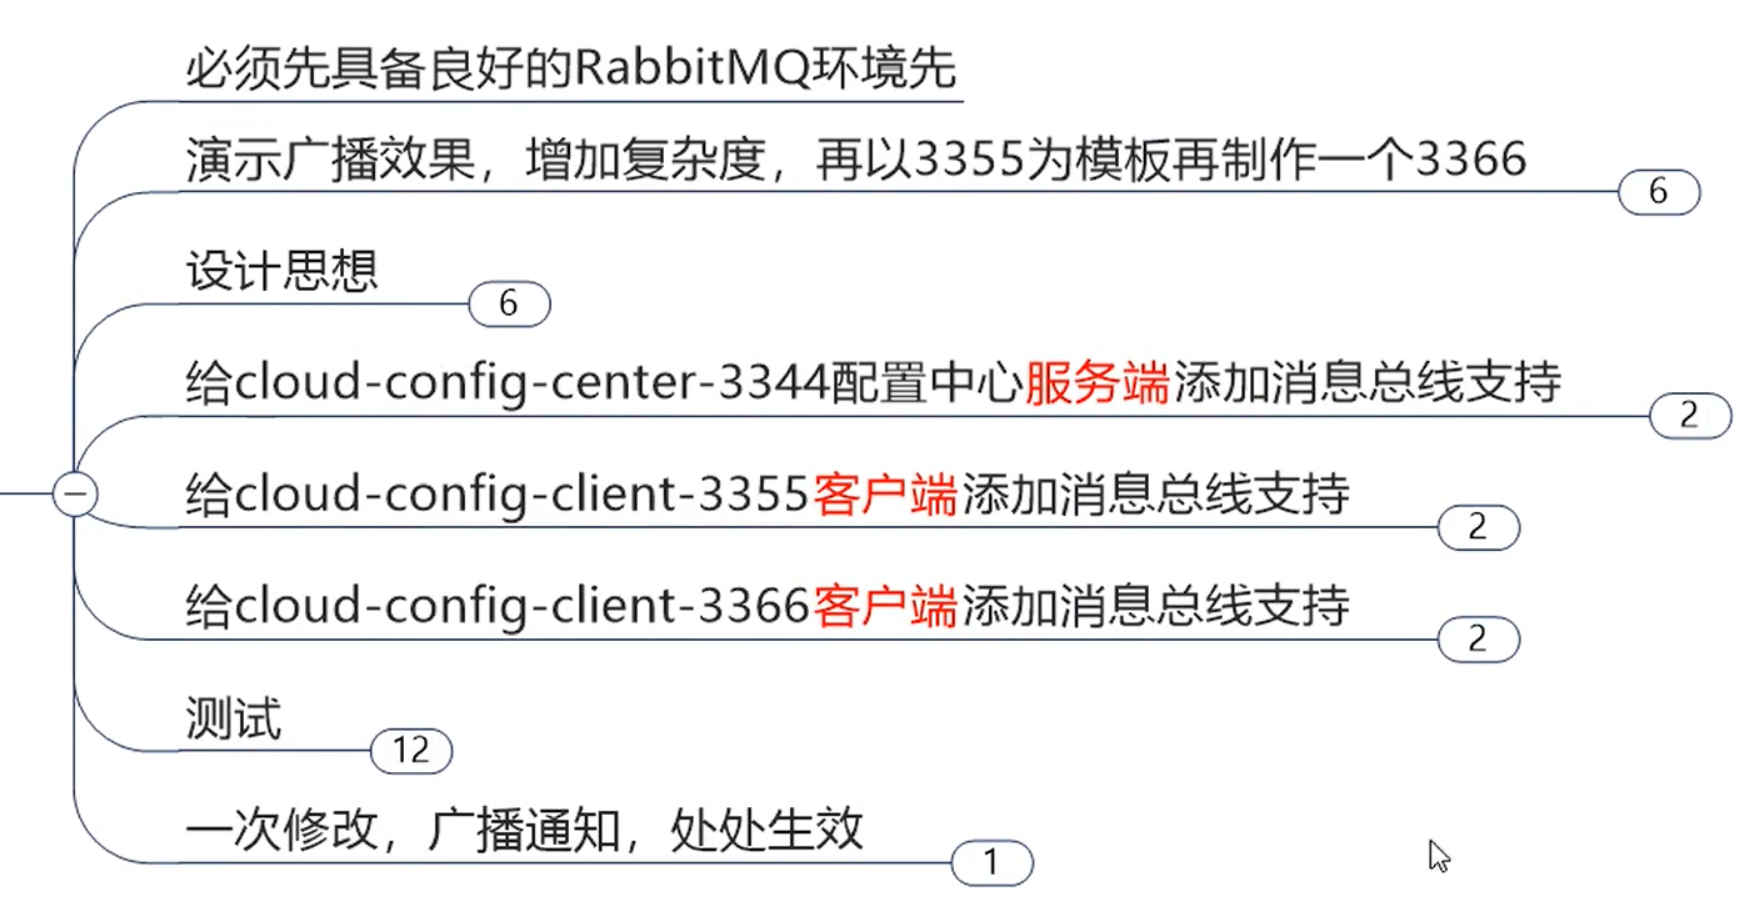 必须先具备良好的RabbitMQ环境先
演示广播效果，增加复杂度，再以3355为模板再制作一个3366
6
设计思想
6
给cloud-config-center-3344配置中心服务端添加消息总线支持
2
给cloud-config-client-3355客户端添加消息总线支持
2
给cloud-config-client-3366客户端添加消息总线支持
2
测试
12
一次修改，广播通知，处处生效
1